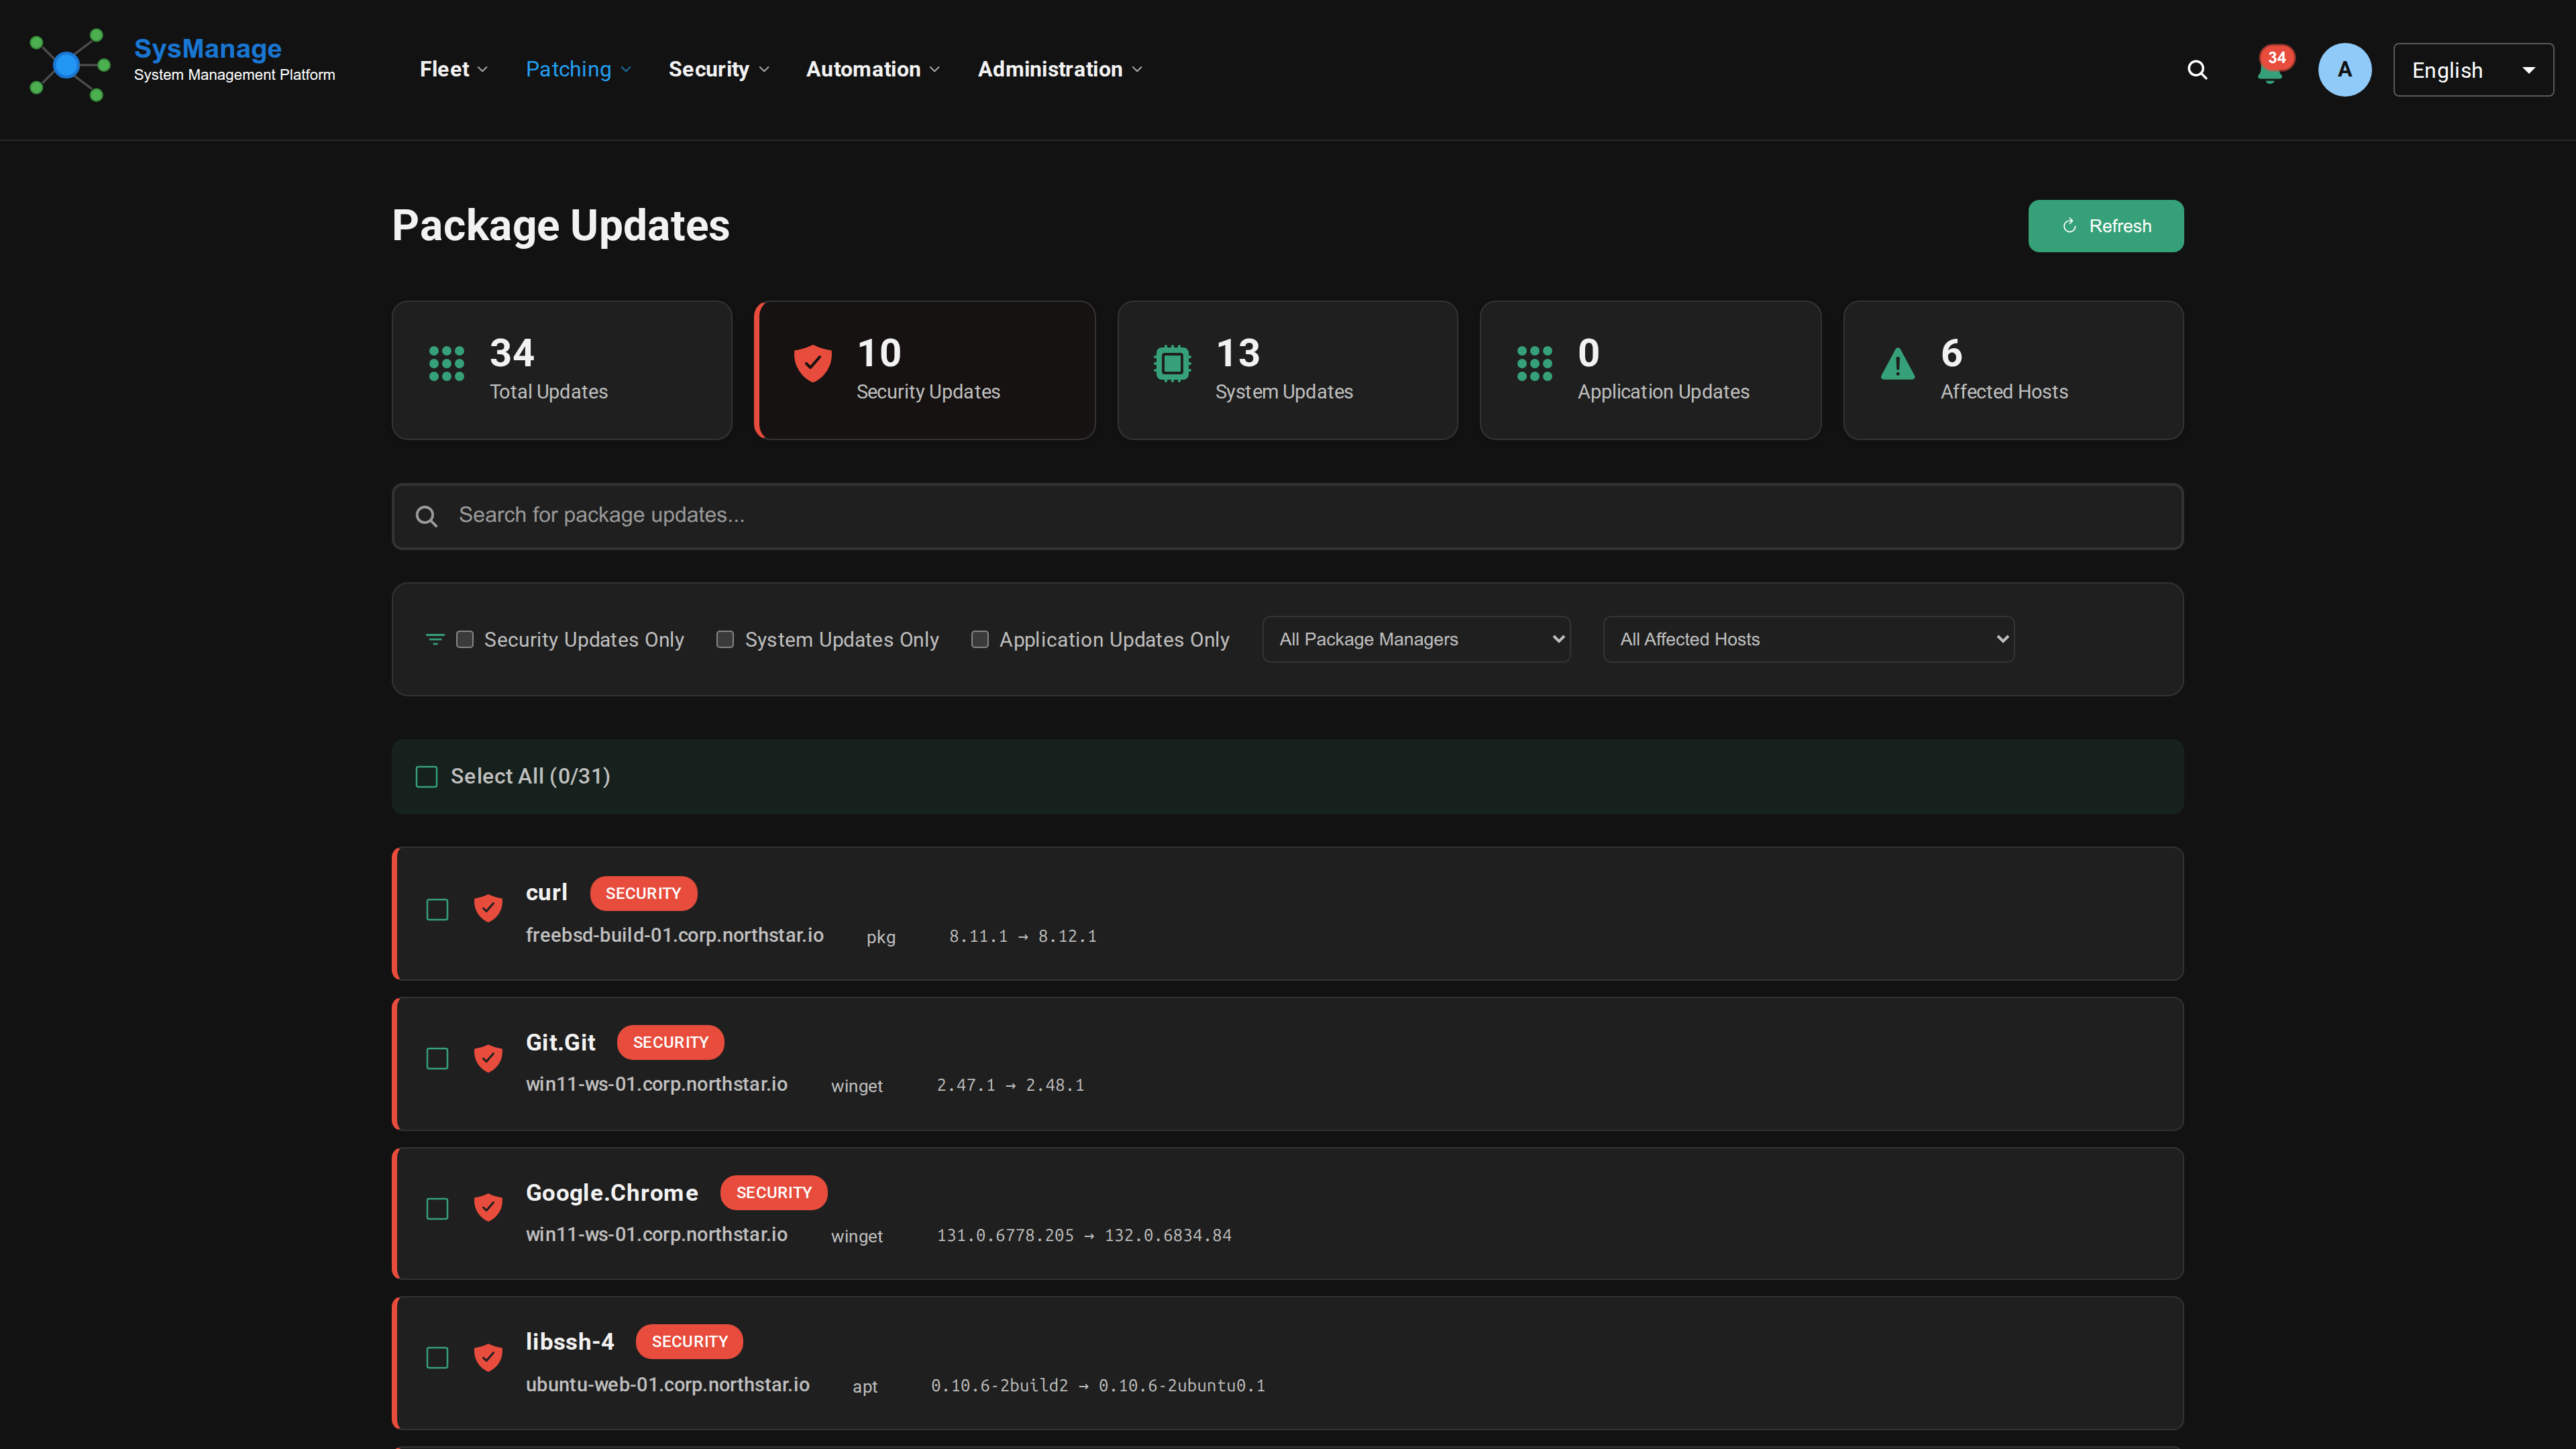 SysManage
System Management Platform
Fleet
Patching
Security
Automation
Administration
34
A
English
Package Updates
Refresh
34
Total Updates
10
Security Updates
13
System Updates
0
Application Updates
6
Affected Hosts
Search for package updates...
Security Updates Only
System Updates Only
Application Updates Only
All Package Managers
All Affected Hosts
Select All (0/31)
curl SECURITY
freebsd-build-01.corp.northstar.io pkg 8.11.1 → 8.12.1
Git.Git SECURITY
win11-ws-01.corp.northstar.io winget 2.47.1 → 2.48.1
Google.Chrome SECURITY
win11-ws-01.corp.northstar.io winget 131.0.6778.205 → 132.0.6834.84
libssh-4 SECURITY
ubuntu-web-01.corp.northstar.io apt 0.10.6-2build2 → 0.10.6-2ubuntu0.1